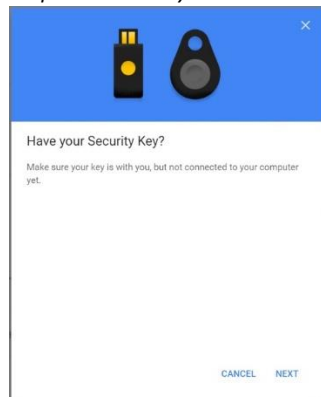 Have your Security Key?
Make sure your key is with you, but not connected to your computer
yet.
CANCEL NEXT